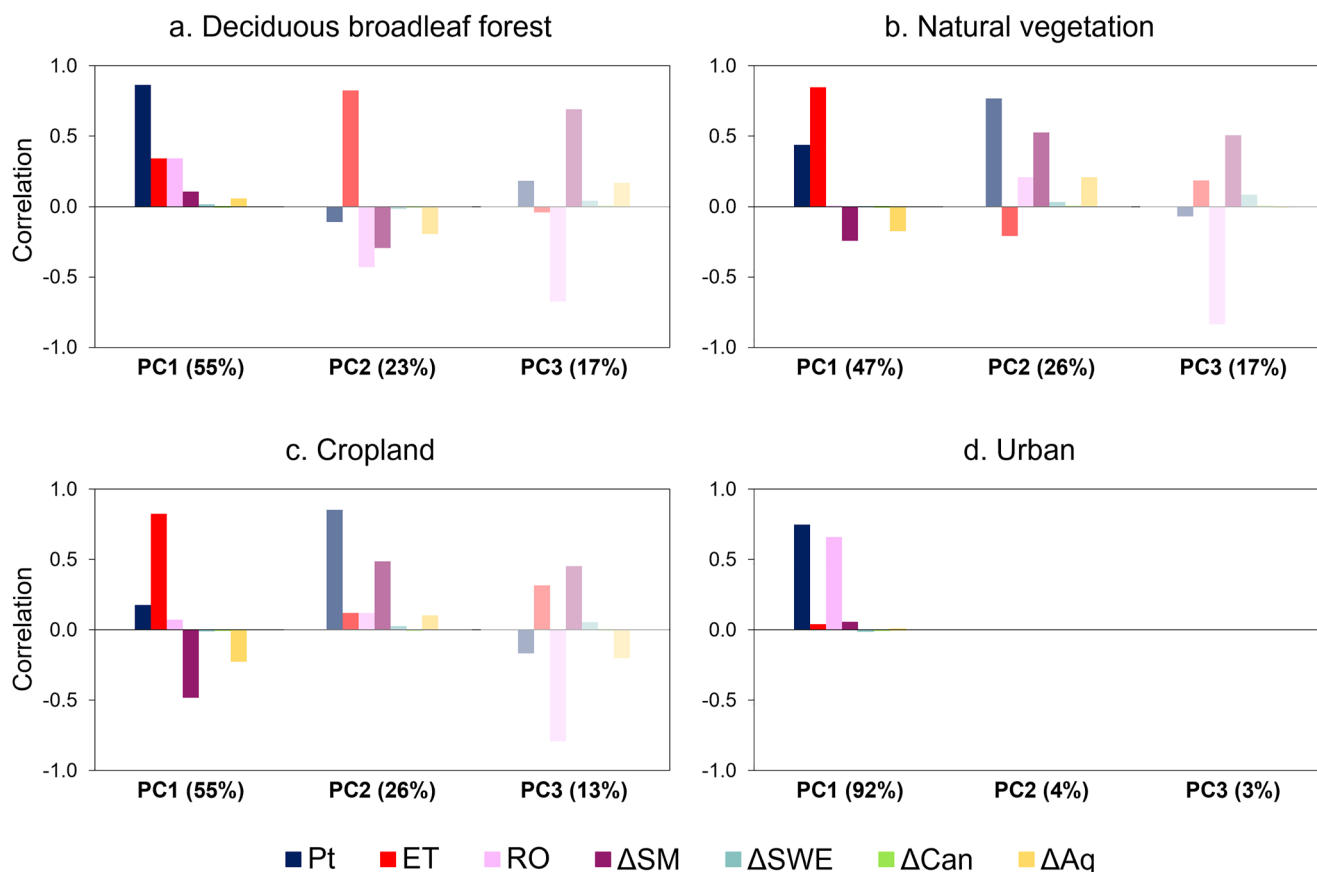 a. Deciduous broadleaf forest
b. Natural vegetation
1.0
0.5
0.0
-0.5
-1.0
Correlation
PC1 (55%) PC2 (23%) PC3 (17%)
1.0
0.5
0.0
-0.5
-1.0
PC1 (47%) PC2 (26%) PC3 (17%)
c. Cropland
d. Urban
1.0
0.5
0.0
-0.5
-1.0
Correlation
PC1 (55%) PC2 (26%) PC3 (13%)
1.0
0.5
0.0
-0.5
-1.0
PC1 (92%) PC2 (4%) PC3 (3%)
Pt ET RO ΔSM ΔSWE ΔCan ΔAq